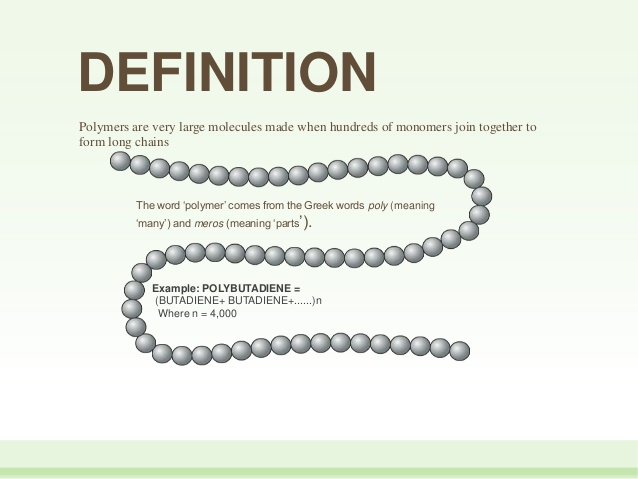 DEFINITION
Polymers are very large molecules made when hundreds of monomers join together to
form long chains
The word ‘polymer’ comes from the Greek words poly (meaning
‘many’) and meros (meaning ‘parts’).
Example: POLYBUTADIENE =
(BUTADIENE+ BUTADIENE+......)n
Where n = 4,000